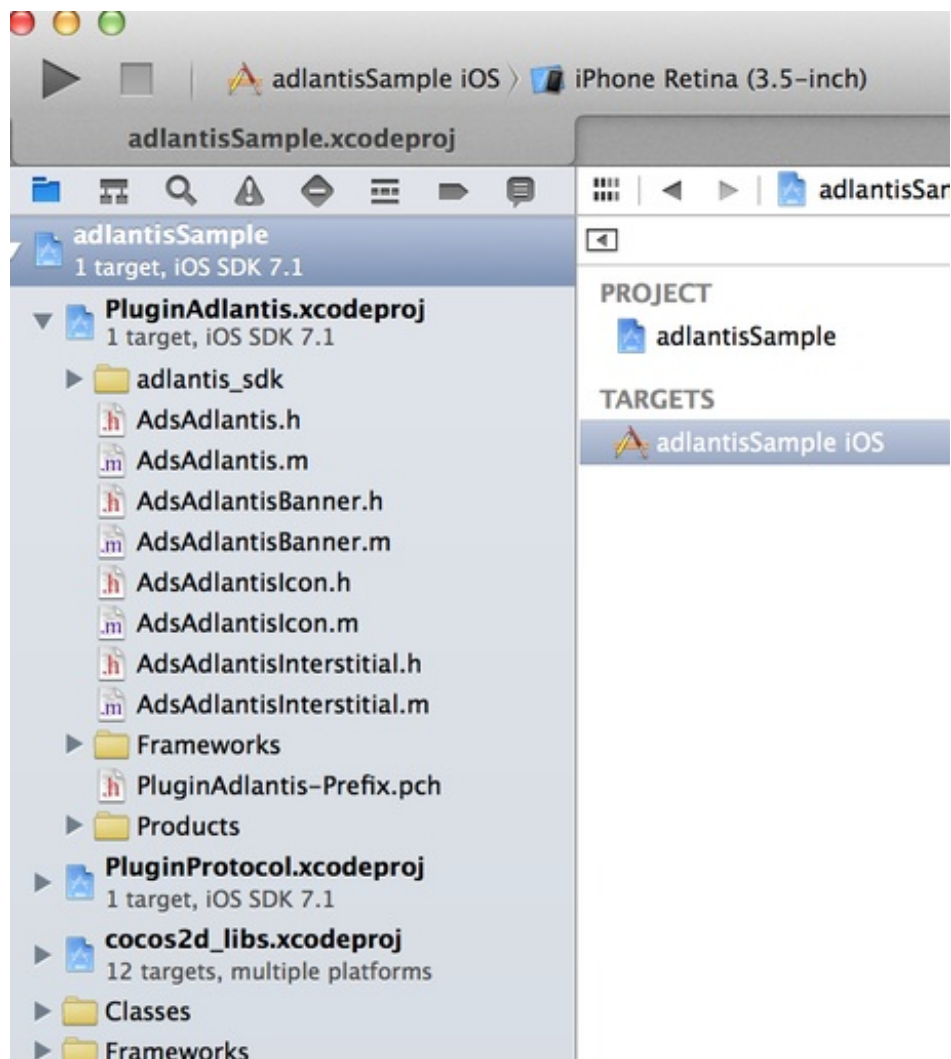 adlantisSample iOS iPhone Retina (3.5-inch)
adlantisSample.xcodeproj
adlantisSample
1 target, iOS SDK 7.1
PluginAdlantis.xcodeproj
1 target, iOS SDK 7.1
adlantis_sdk
.h AdsAdlantis.h
.m AdsAdlantis.m
.h AdsAdlantisBanner.h
.m AdsAdlantisBanner.m
.h AdsAdlantisIcon.h
.m AdsAdlantisIcon.m
.h AdsAdlantisInterstitial.h
.m AdsAdlantisInterstitial.m
Frameworks
.h PluginAdlantis-Prefix.pch
Products
PluginProtocol.xcodeproj
1 target, iOS SDK 7.1
cocos2d_libs.xcodeproj
12 targets, multiple platforms
Classes
Frameworks
adlantisSam
PROJECT
adlantisSample
TARGETS
adlantisSample iOS